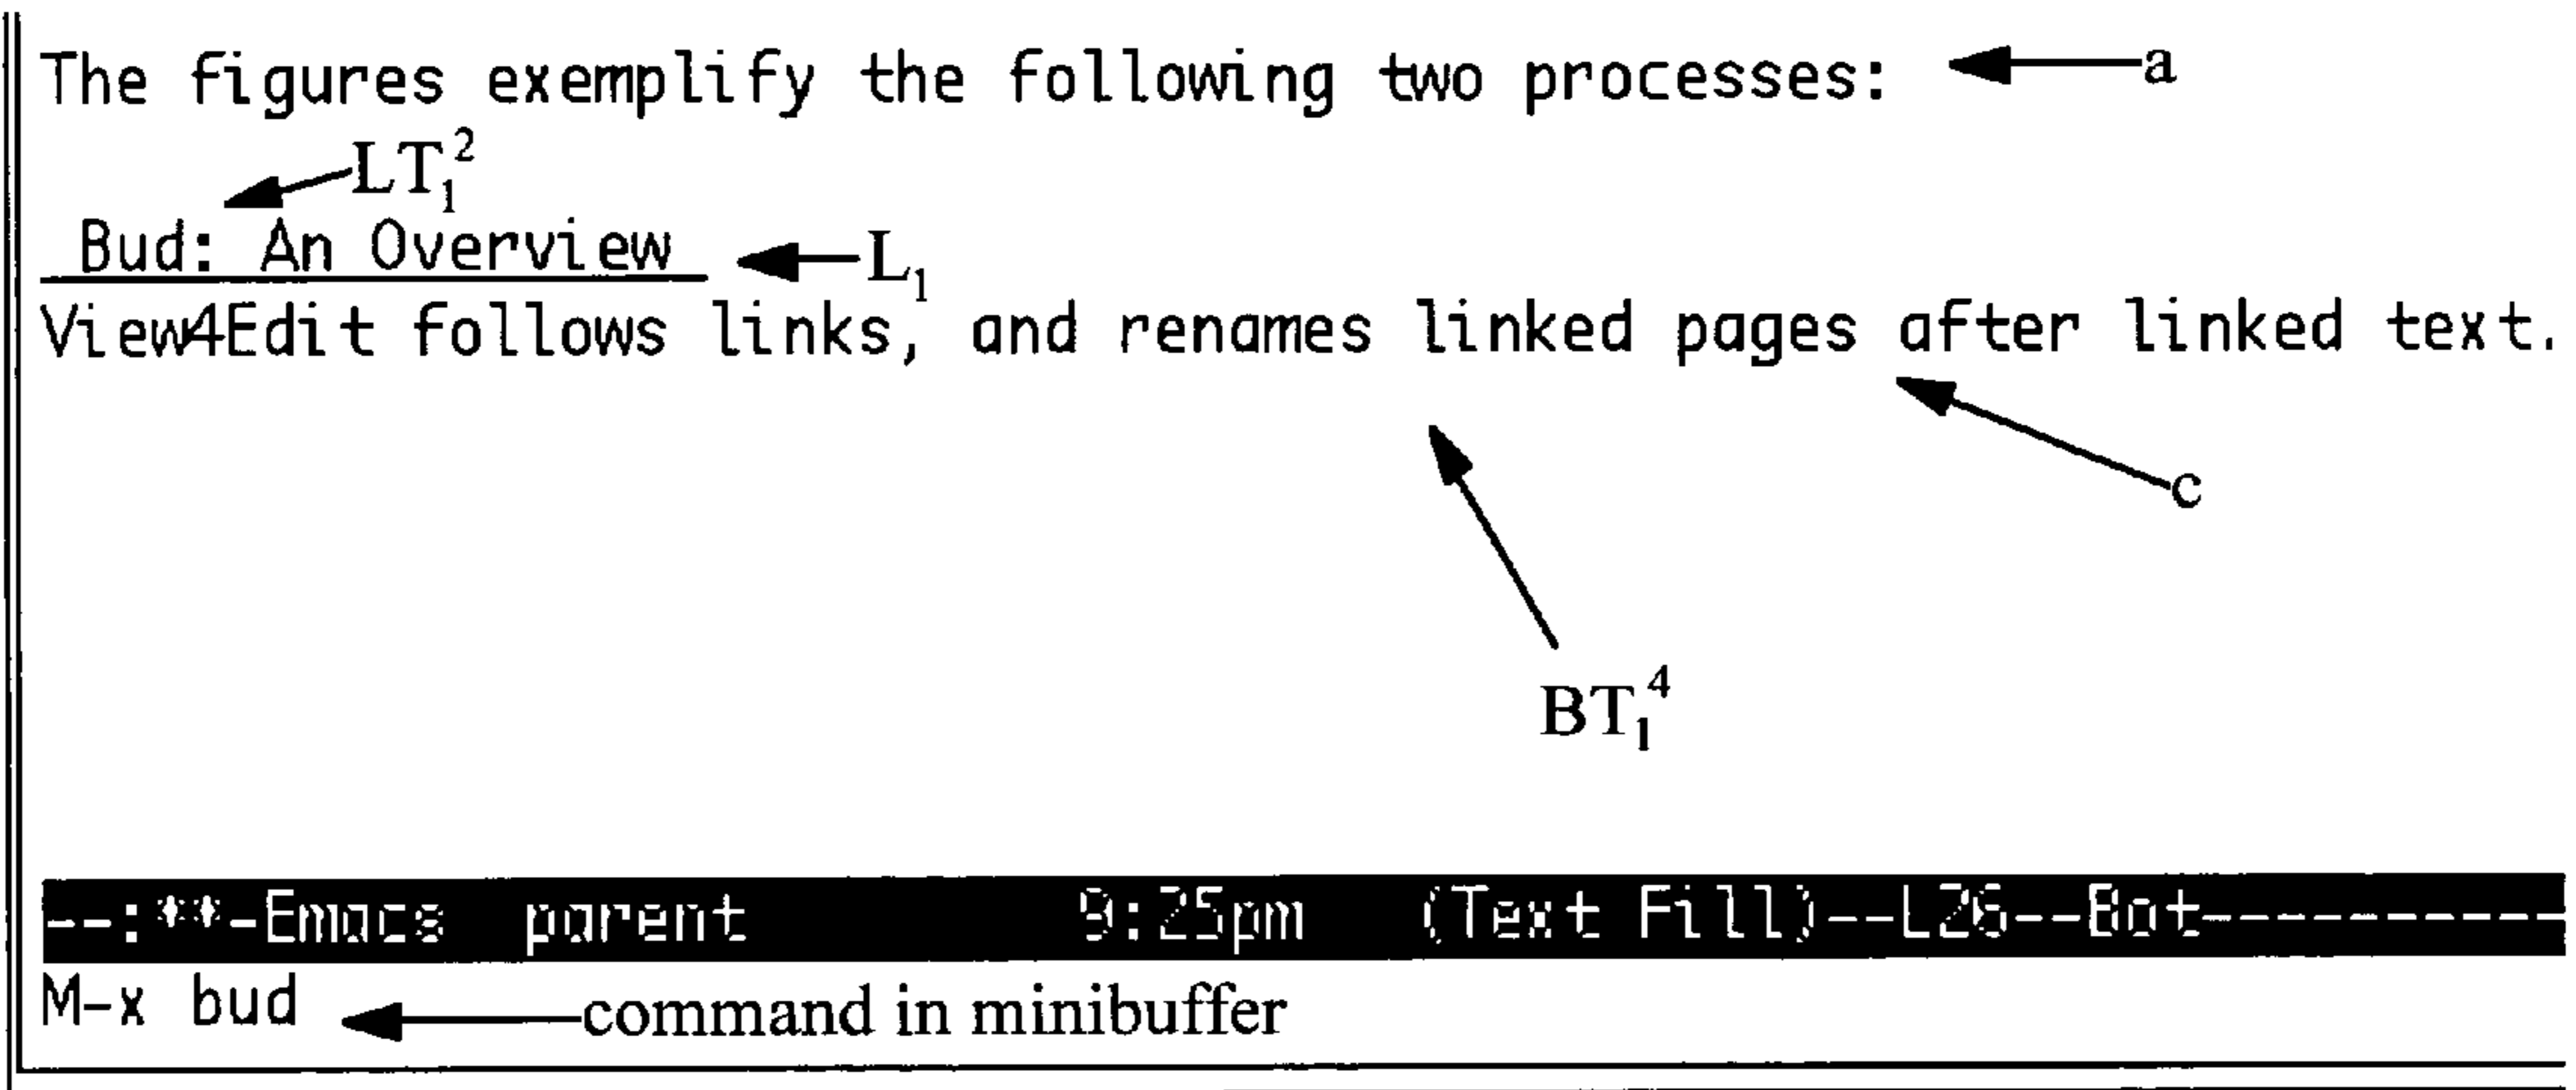 The figures exemplify the following two processes: a
LT₁²
Bud: An Overview L₁
View4Edit follows links, and renames linked pages after linked text.
c
BT₁⁴
--:**-Emacs parent 9:25pm (Text Fill)--L26--Bot----------
M-x bud command in minibuffer